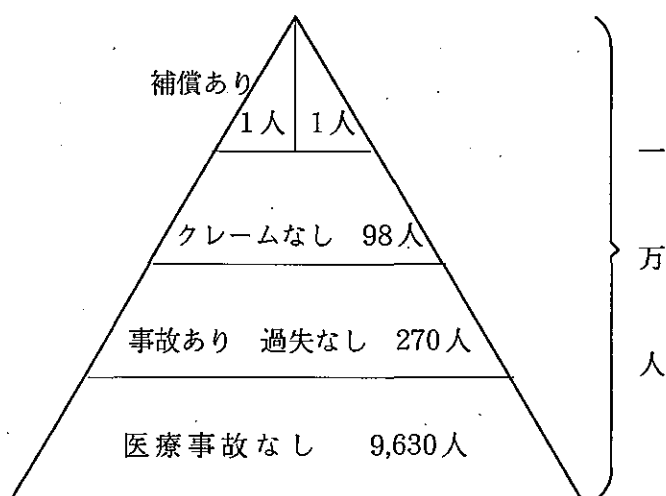 補償あり
1人 1人
クレームなし 98人
事故あり 過失なし 270人
医療事故なし 9,630人
一万人